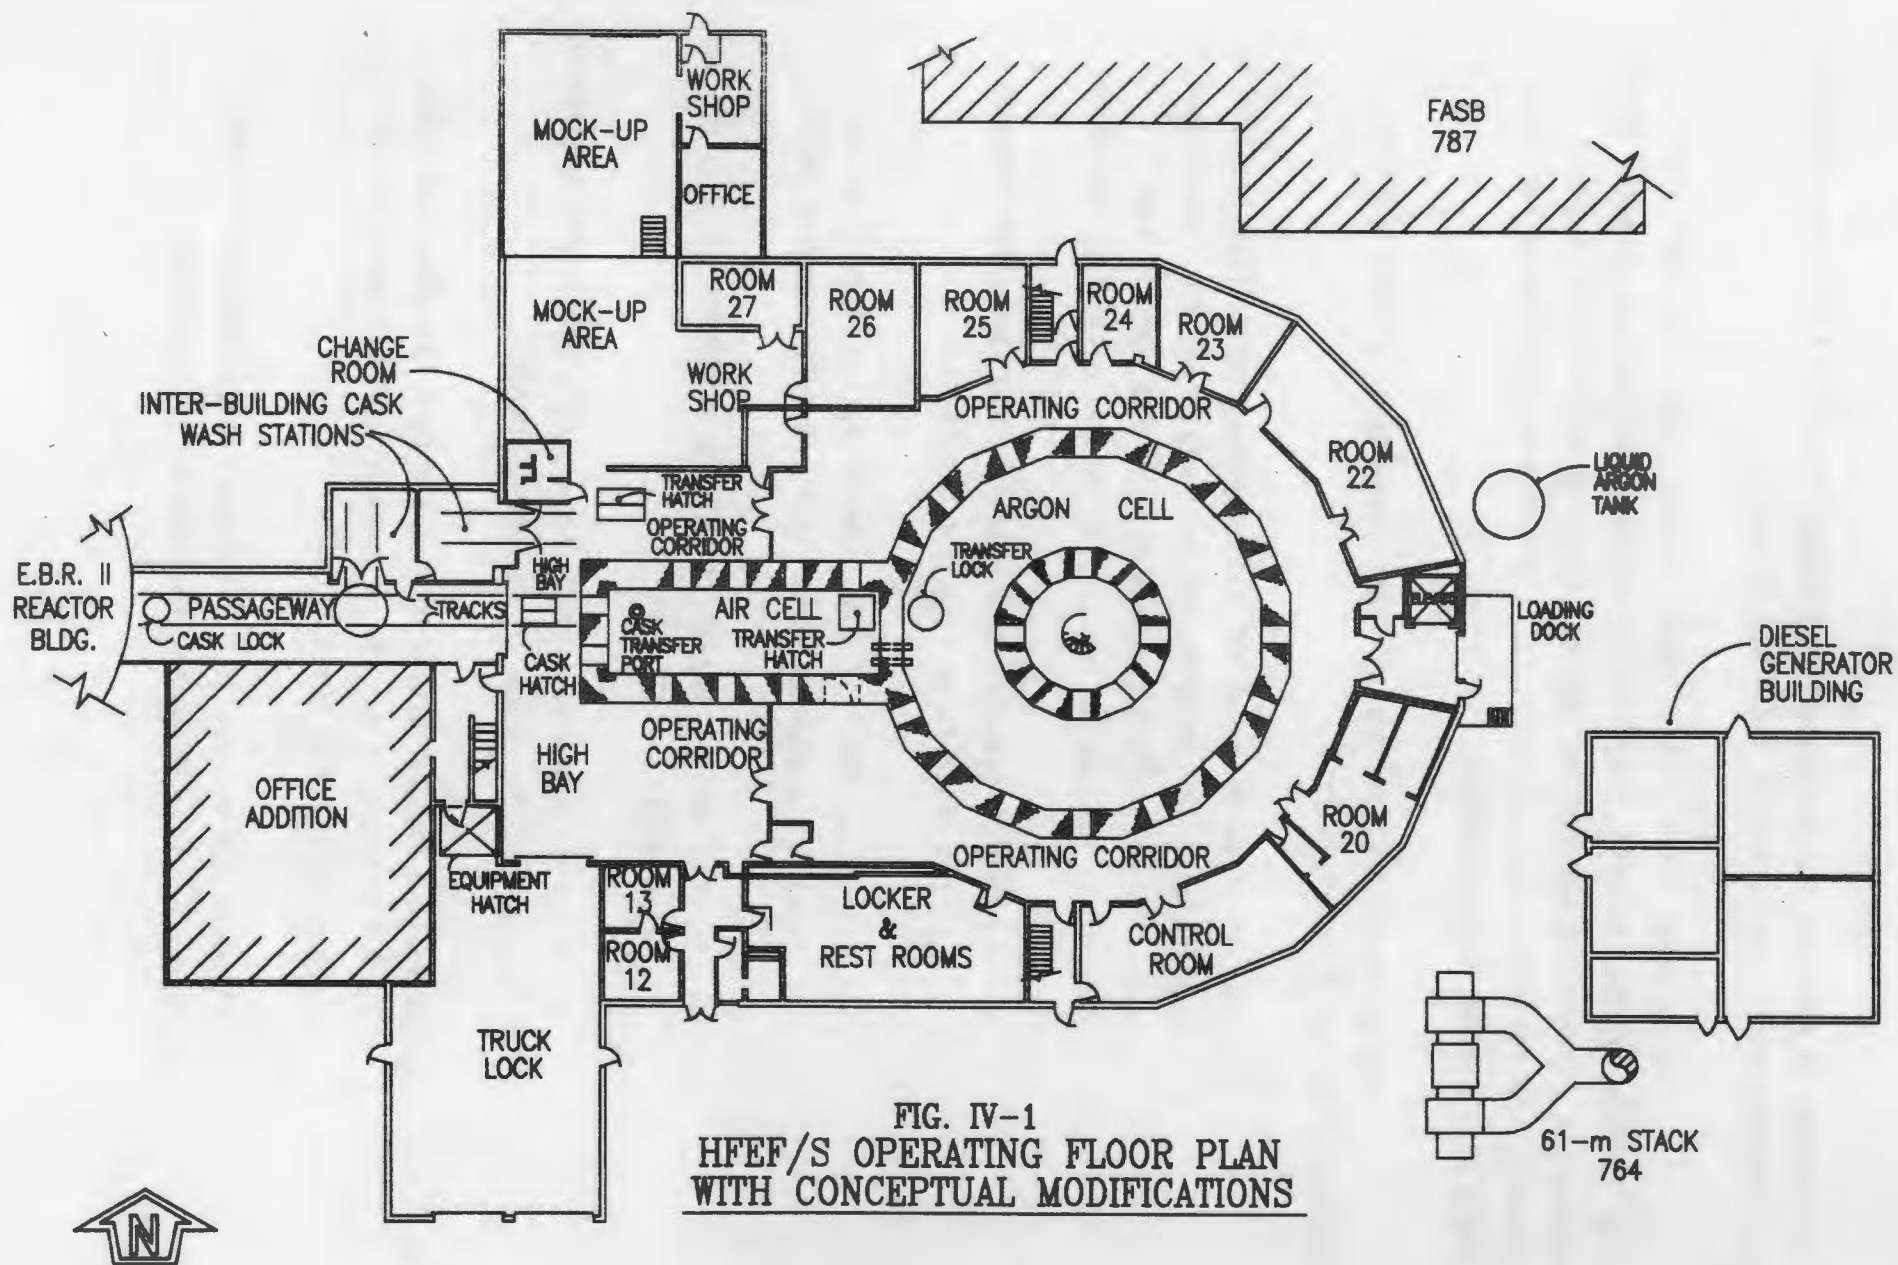 WORK
SHOP
MOCK-UP
AREA
OFFICE
FASB
787
ROOM
27
ROOM
26
ROOM
25
ROOM
24
ROOM
23
MOCK-UP
AREA
CHANGE
ROOM
WORK
SHOP
INTER-BUILDING CASK
WASH STATIONS
OPERATING CORRIDOR
ROOM
22
LIQUID
ARGON
TANK
TRANSFER
HATCH
ARGON CELL
OPERATING
CORRIDOR
TRANSFER
LOCK
HIGH
BAY
E.B.R. II
REACTOR
BLDG.
PASSAGEWAY
TRACKS
CASK LOCK
AIR CELL
CASK
TRANSFER
PORT
TRANSFER
HATCH
CASK
HATCH
LOADING
DOCK
DIESEL
GENERATOR
BUILDING
OPERATING
CORRIDOR
HIGH
BAY
OFFICE
ADDITION
ROOM
20
OPERATING CORRIDOR
EQUIPMENT
HATCH
ROOM
13
LOCKER
&
REST ROOMS
ROOM
12
CONTROL
ROOM
TRUCK
LOCK
61-m STACK
764
FIG. IV-1
HFEF/S OPERATING FLOOR PLAN
WITH CONCEPTUAL MODIFICATIONS
N